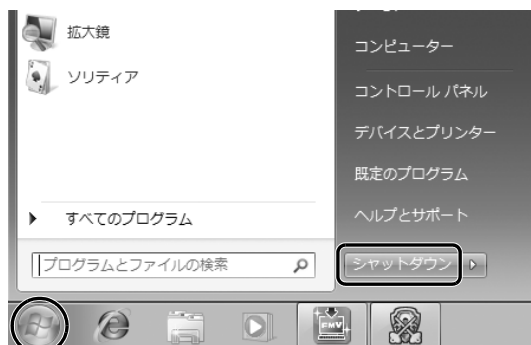 拡大鏡
ソリティア
すべてのプログラム
プログラムとファイルの検索
コンピューター
コントロール パネル
デバイスとプリンター
既定のプログラム
ヘルプとサポート
シャットダウン
FMV